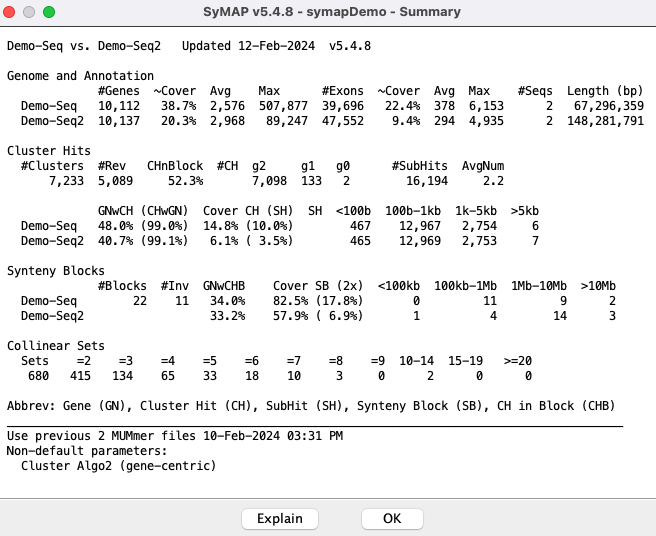 SyMAP v5.4.8 - symapDemo - Summary
Demo-Seq vs. Demo-Seq2   Updated 12-Feb-2024  v5.4.8
Genome and Annotation
#Genes  ~Cover  Avg    Max      #Exons  ~Cover  Avg  Max    #Seqs  Length (bp)
Demo-Seq   10,112  38.7%  2,576  507,877  39,696  22.4%  378  6,153  2  67,296,359
Demo-Seq2  10,137  20.3%  2,968  89,247  47,552  9.4%  294  4,935  2  148,281,791
Cluster Hits
#Clusters  #Rev   CHnBlock  #CH  g2     g1   g0      #SubHits  AvgNum
7,233  5,089  52.3%  7,098  133  2  16,194  2.2
GNwCH (CHwGN)  Cover CH (SH)  SH  <100b  100b-1kb  1k-5kb  >5kb
Demo-Seq   48.0% (99.0%)  14.8% (10.0%)  467  12,967  2,754  6
Demo-Seq2  40.7% (99.1%)  6.1% ( 3.5%)  465  12,969  2,753  7
Synteny Blocks
#Blocks  #Inv  GNwCHB  Cover SB (2x)  <100kb  100kb-1Mb  1Mb-10Mb  >10Mb
Demo-Seq   22  11  34.0%  82.5% (17.8%)  0  11  9  2
Demo-Seq2  33.2%  57.9% ( 6.9%)  1  4  14  3
Collinear Sets
Sets  =2   =3   =4  =5  =6  =7  =8  =9  10-14  15-19  >=20
680  415  134  65  33  18  10  3  0  2  0  0
Abbrev: Gene (GN), Cluster Hit (CH), SubHit (SH), Synteny Block (SB), CH in Block (CHB)
Use previous 2 MUMmer files 10-Feb-2024 03:31 PM
Non-default parameters:
Cluster Algo2 (gene-centric)
Explain  OK